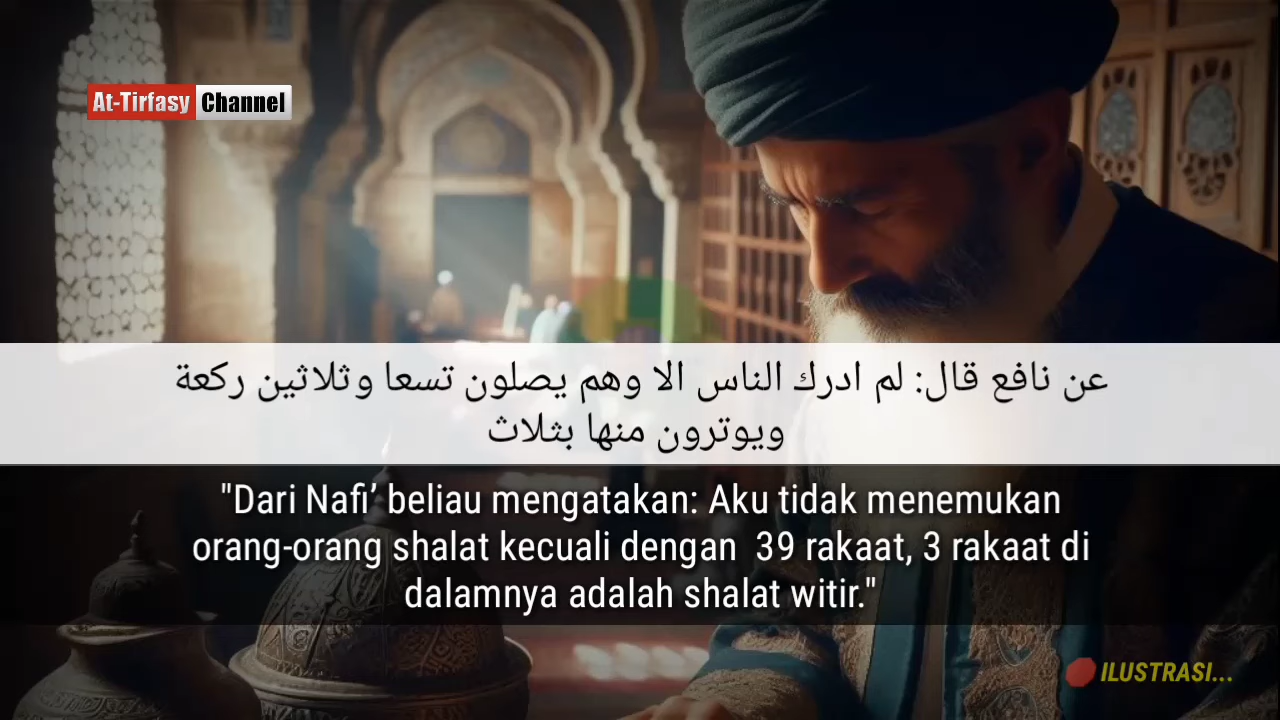 At-Tirfasy Channel
عن نافع قال: لم ادرك الناس الا وهم يصلون تسعا وثلاثين ركعة
ويوترون منها بثلاث
"Dari Nafi’ beliau mengatakan: Aku tidak menemukan
orang-orang shalat kecuali dengan 39 rakaat, 3 rakaat di
dalamnya adalah shalat witir."
ILUSTRASI...